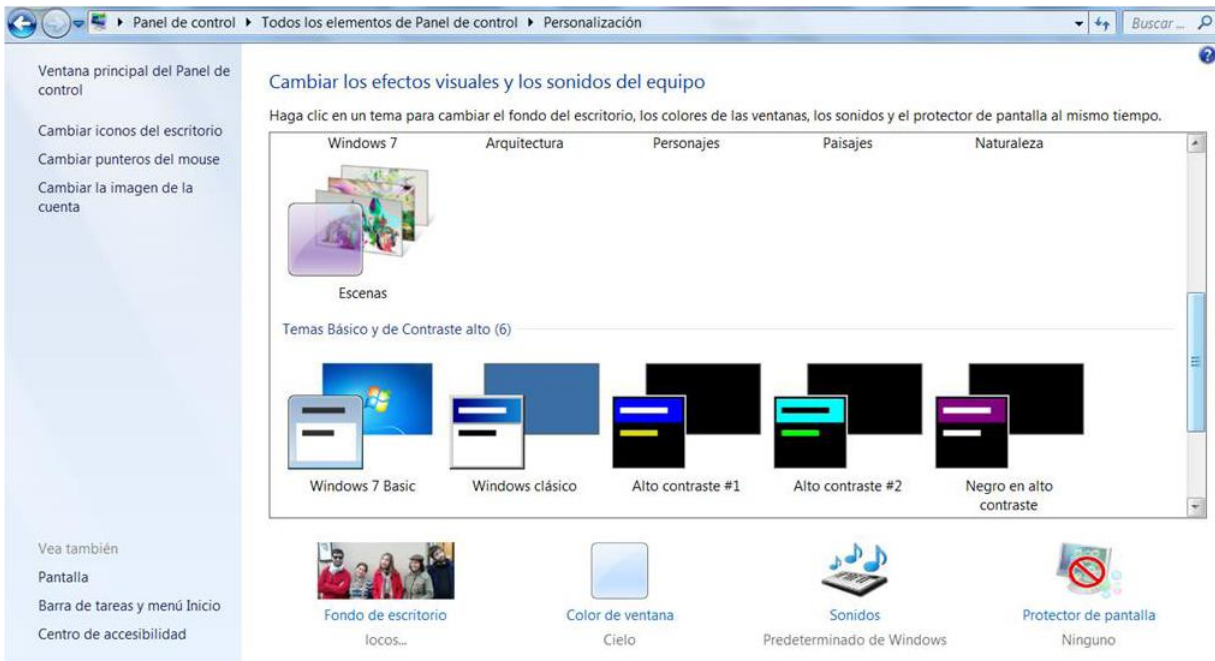 Panel de control ▸ Todos los elementos de Panel de control ▸ Personalización
Buscar ...
Ventana principal del Panel de
control
Cambiar iconos del escritorio
Cambiar punteros del mouse
Cambiar la imagen de la
cuenta
Cambiar los efectos visuales y los sonidos del equipo
Haga clic en un tema para cambiar el fondo del escritorio, los colores de las ventanas, los sonidos y el protector de pantalla al mismo tiempo.
Windows 7 Arquitectura Personajes Paisajes Naturaleza
Escenas
Temas Básico y de Contraste alto (6)
Windows 7 Basic Windows clásico Alto contraste #1 Alto contraste #2 Negro en alto
contraste
Vea también
Pantalla
Barra de tareas y menú Inicio
Centro de accesibilidad
Fondo de escritorio Color de ventana Sonidos Protector de pantalla
locos... Cielo Predeterminado de Windows Ninguno